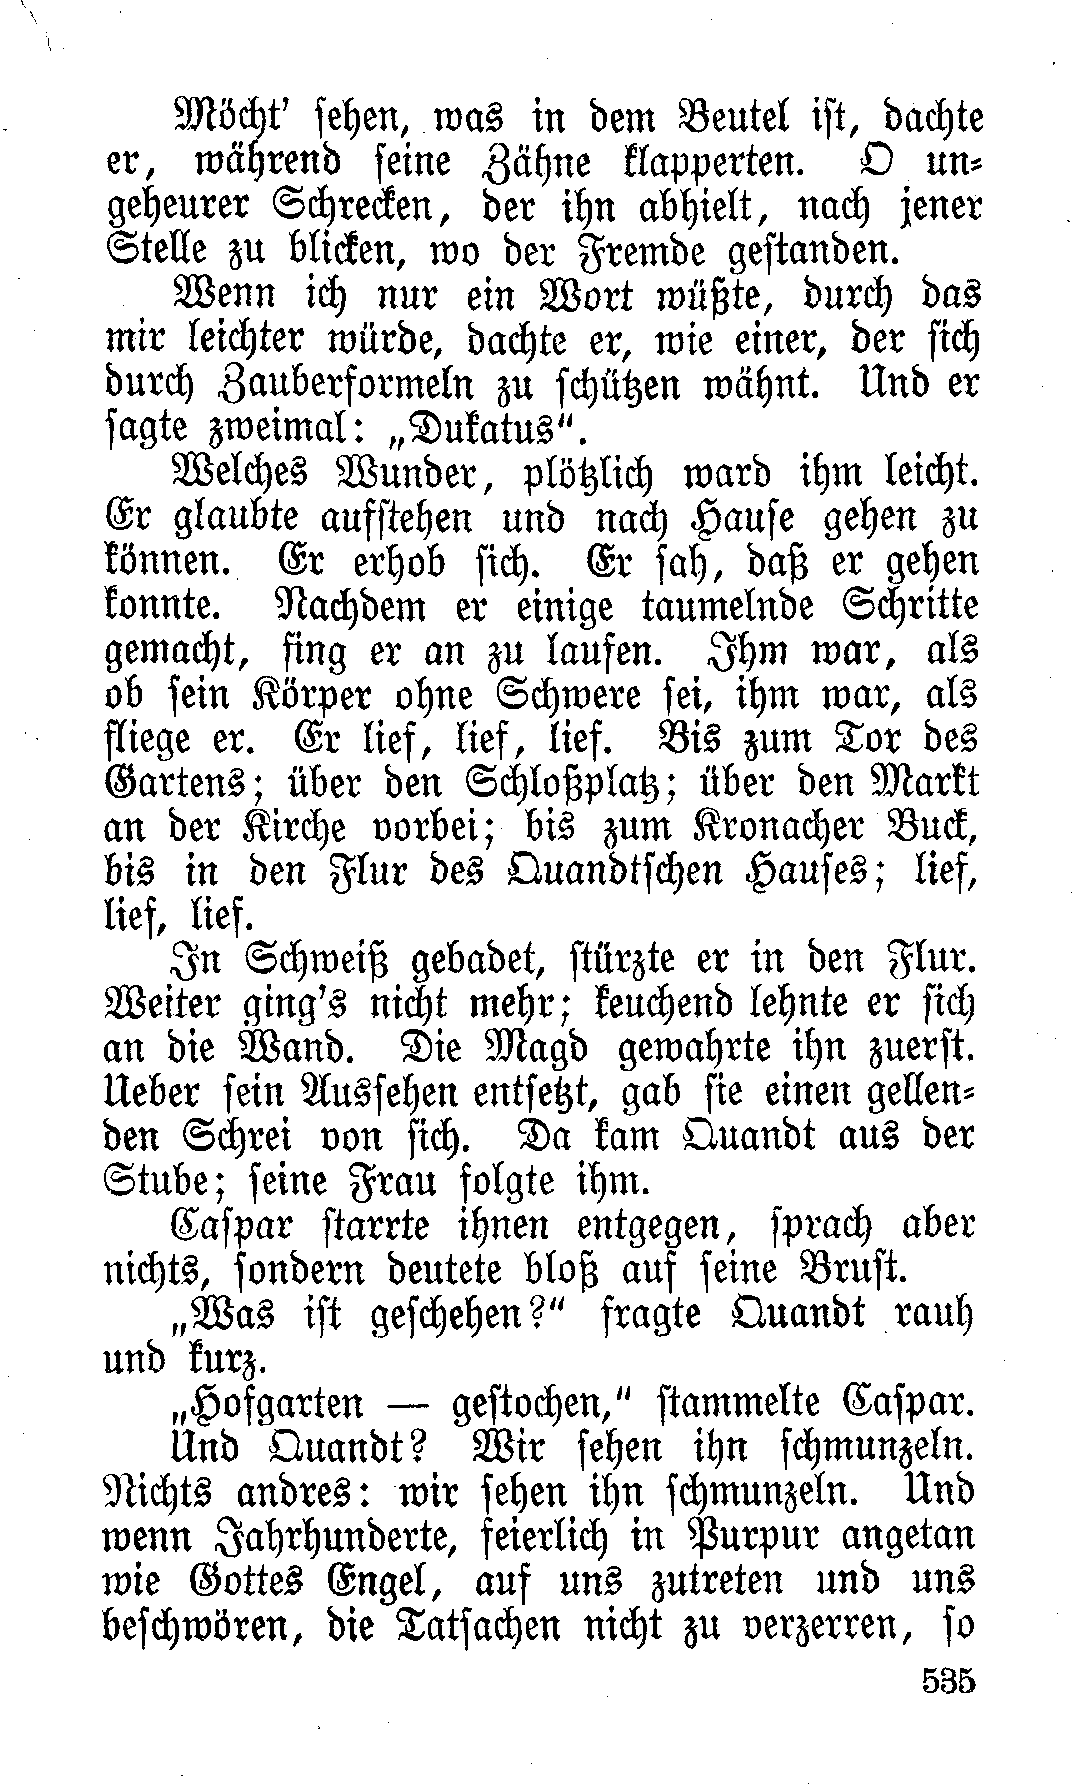 Möcht' sehen, was in dem Beutel ist, dachte
er, während seine Zähne klapperten. O un-
geheurer Schrecken, der ihn abhielt, nach jener
Stelle zu blicken, wo der Fremde gestanden.
Wenn ich nur ein Wort wüßte, durch das
mir leichter würde, dachte er, wie einer, der sich
durch Zauberformeln zu schützen wähnt. Und er
sagte zweimal: „Dukatus".
Welches Wunder, plötzlich ward ihm leicht.
Er glaubte aufstehen und nach Hause gehen zu
können. Er erhob sich. Er sah, daß er gehen
konnte. Nachdem er einige taumelnde Schritte
gemacht, fing er an zu laufen. Ihm war, als
ob sein Körper ohne Schwere sei, ihm war, als
fliege er. Er lief, lief, lief. Bis zum Tor des
Gartens; über den Schloßplatz; über den Markt
an der Kirche vorbei; bis zum Kronacher Buck,
bis in den Flur des Quandtschen Hauses; lief,
lief, lief.
In Schweiß gebadet, stürzte er in den Flur.
Weiter ging's nicht mehr; keuchend lehnte er sich
an die Wand. Die Magd gewahrte ihn zuerst.
Ueber sein Aussehen entsetzt, gab sie einen gellen-
den Schrei von sich. Da kam Quandt aus der
Stube; seine Frau folgte ihm.
Caspar starrte ihnen entgegen, sprach aber
nichts, sondern deutete bloß auf seine Brust.
„Was ist geschehen?" fragte Quandt rauh
und kurz.
„Hofgarten — gestochen," stammelte Caspar.
Und Quandt? Wir sehen ihn schmunzeln.
Nichts andres: wir sehen ihn schmunzeln. Und
wenn Jahrhunderte, feierlich in Purpur angetan
wie Gottes Engel, auf uns zutreten und uns
beschwören, die Tatsachen nicht zu verzerren, so
535